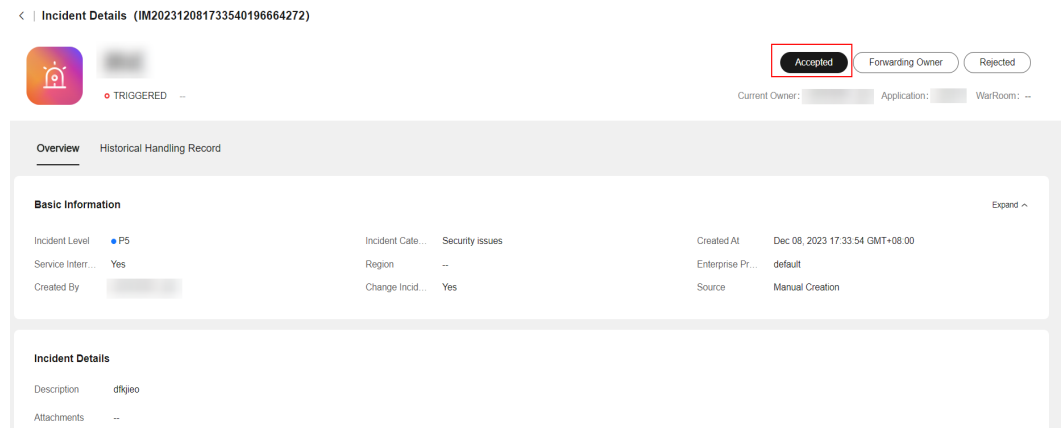 Incident Details (IM202312081733540196664272)
Accepted Forwarding Owner Rejected
TRIGGERED --
Current Owner: Application: WarRoom: --
Overview Historical Handling Record
Basic Information Expand
Incident Level P5 Incident Cate... Security issues Created At Dec 08, 2023 17:33:54 GMT+08:00
Service Interr... Yes Region -- Enterprise Pr... default
Created By Change Incid... Yes Source Manual Creation
Incident Details
Description dfkjieo
Attachments --